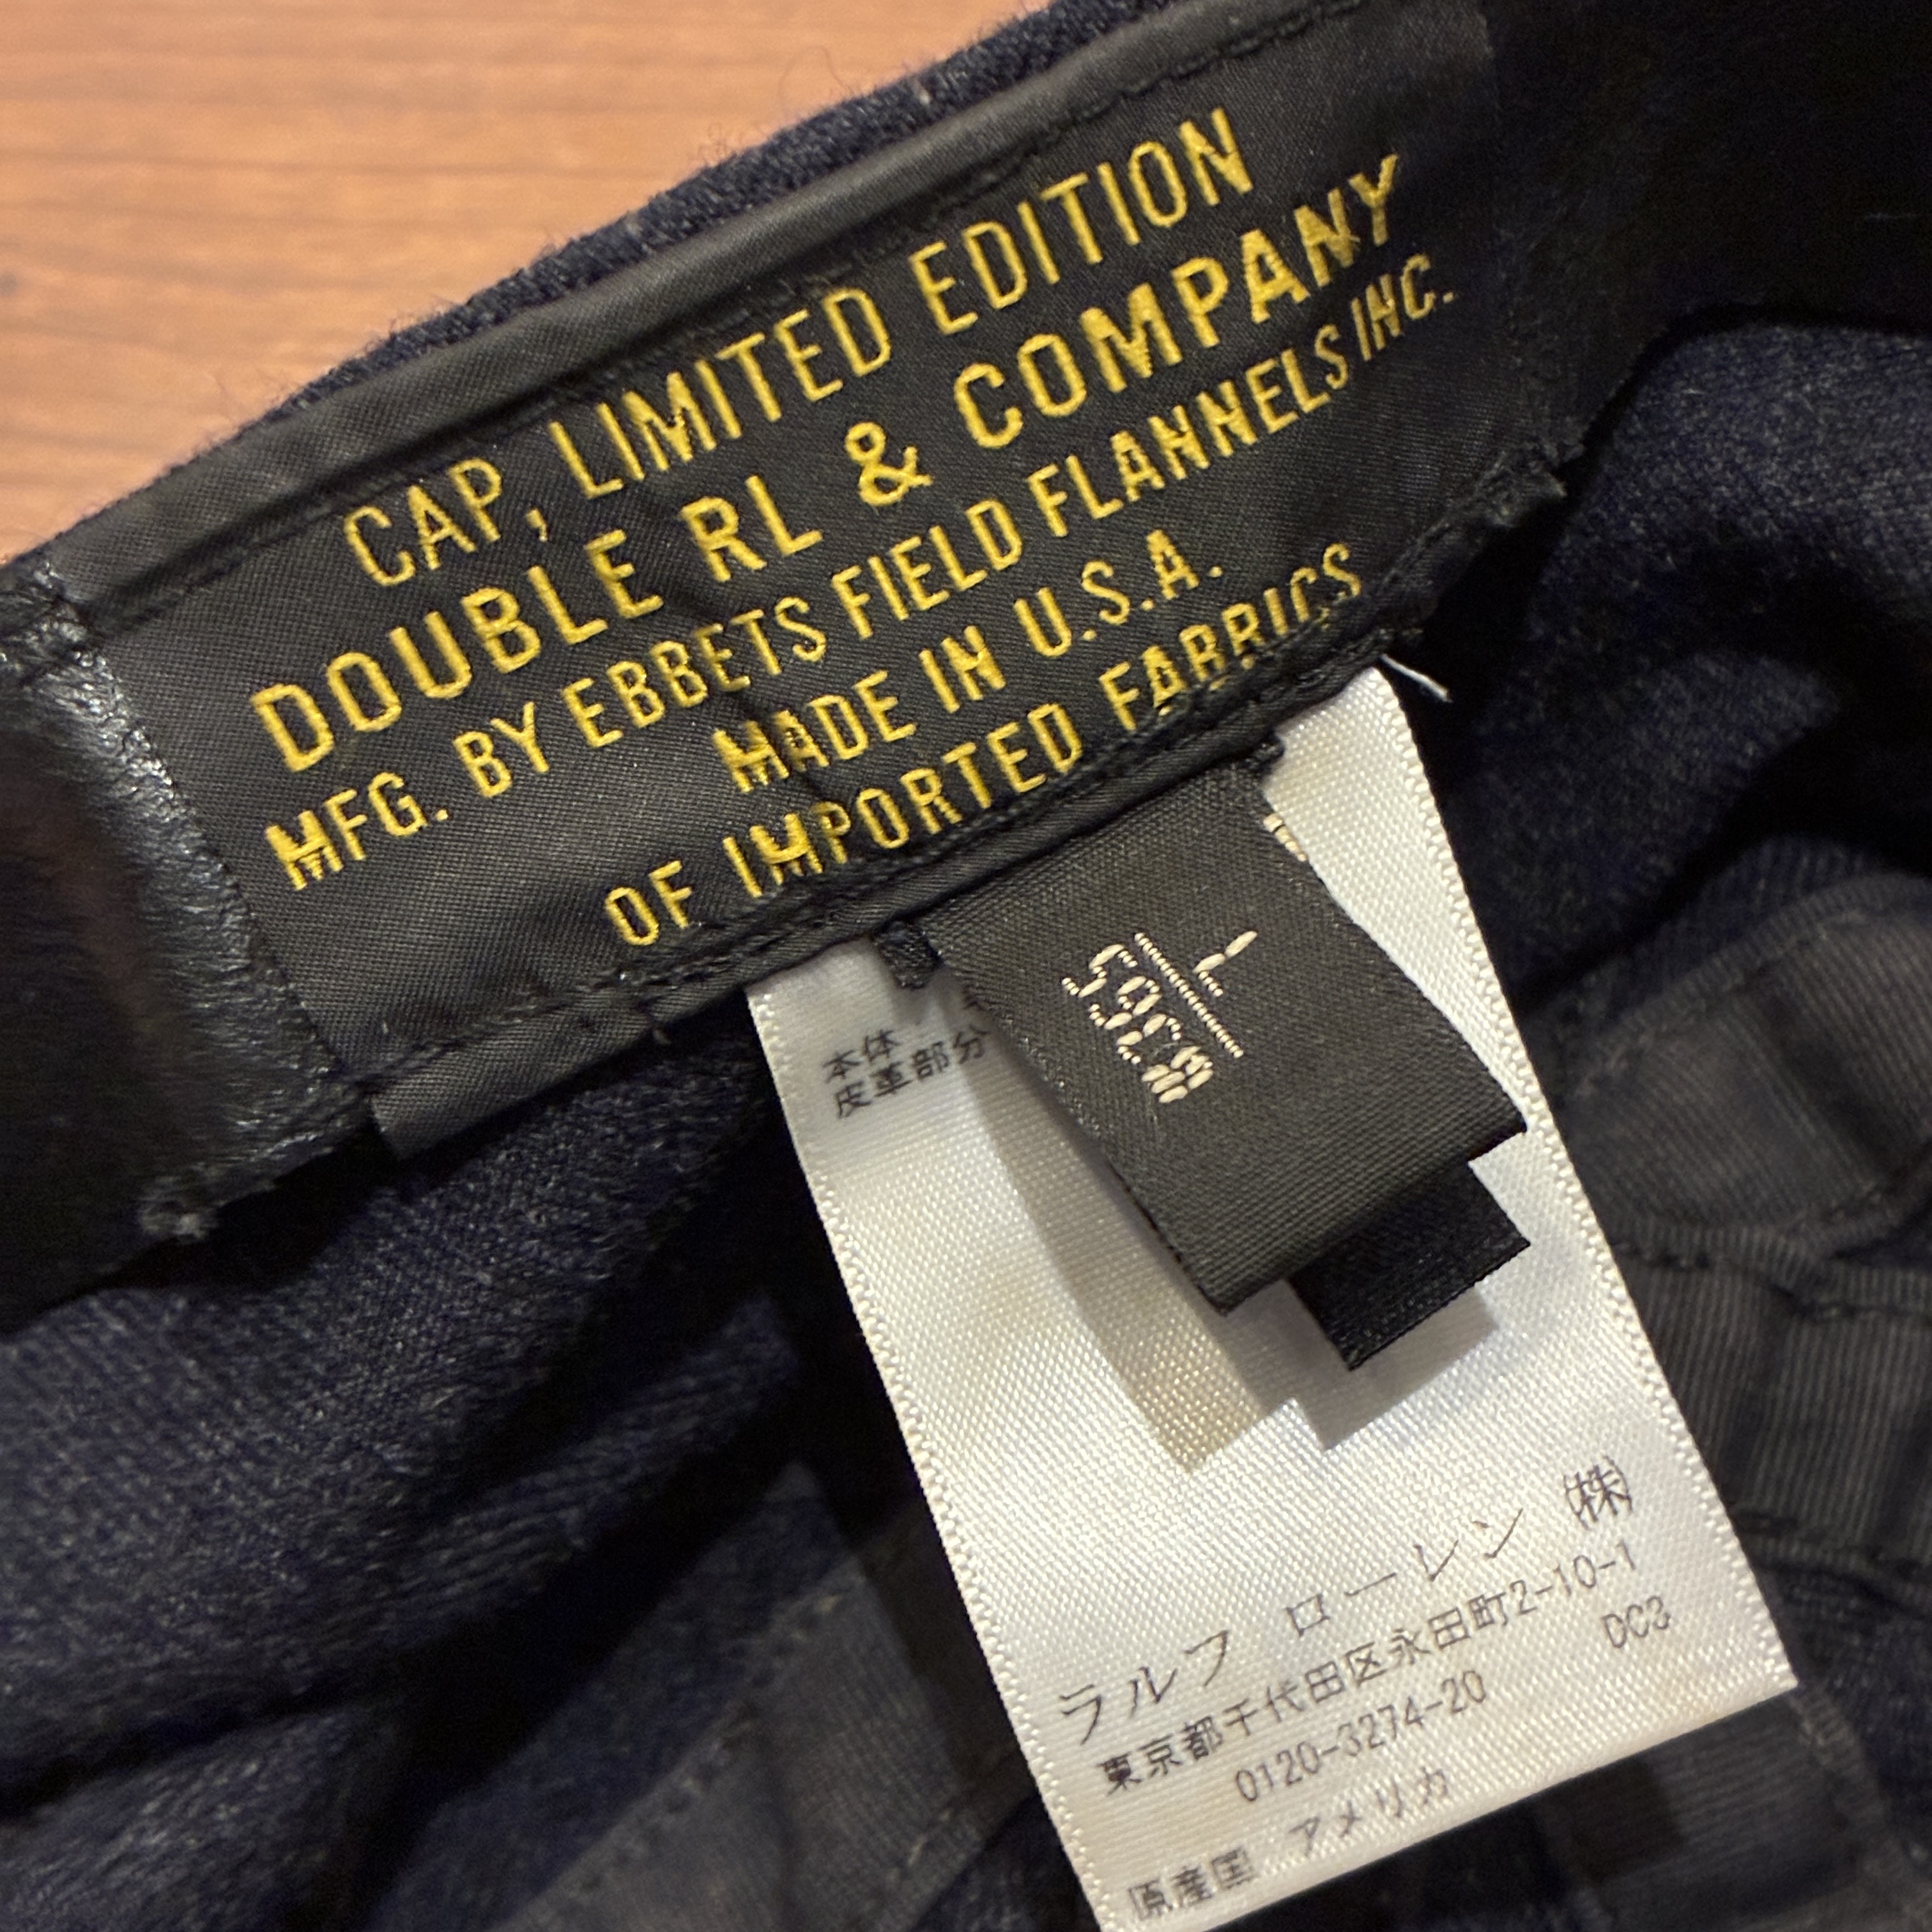 CAP, LIMITED EDITION
DOUBLE RL & COMPANY
MFG. BY EBBETS FIELD FLANNELS INC.
MADE IN U.S.A.
OF IMPORTED FABRICS
本体
皮革部分
ラルフ ローレン ㈱
東京都千代田区永田町2-10-1
0120-3274-20
DC3
原産国 アメリカ